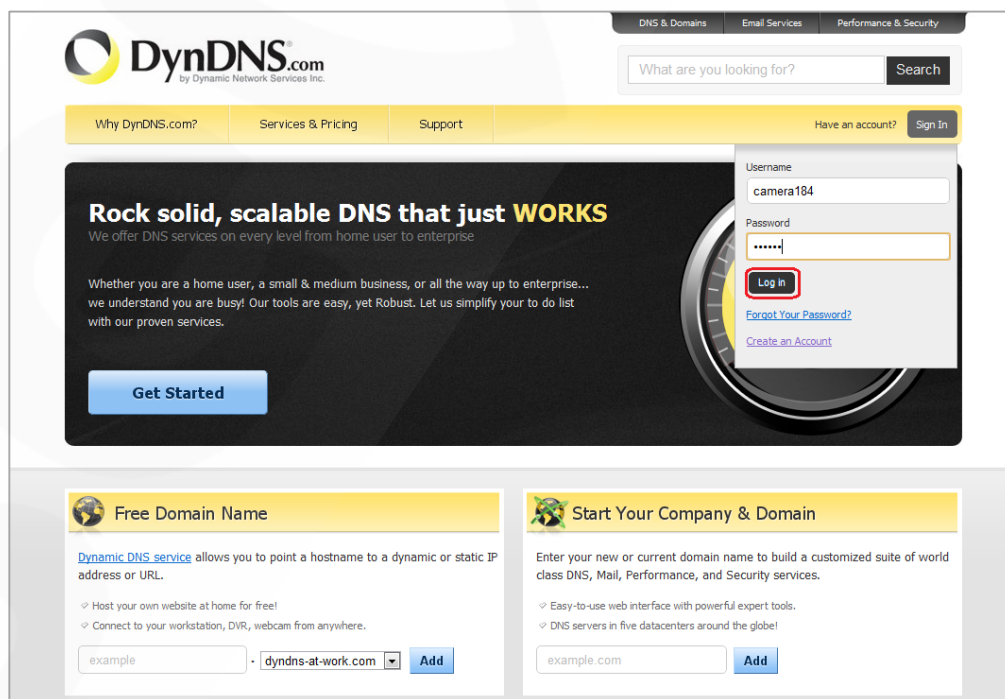 DNS & Domains Email Services Performance & Security
DynDNS.com
by Dynamic Network Services Inc.
What are you looking for? Search
Why DynDNS.com? Services & Pricing Support Have an account? Sign In
Username
camera184
Password
••••••
Log in
Forgot Your Password?
Create an Account
Rock solid, scalable DNS that just WORKS
We offer DNS services on every level from home user to enterprise
Whether you are a home user, a small & medium business, or all the way up to enterprise...
we understand you are busy! Our tools are easy, yet Robust. Let us simplify your to do list
with our proven services.
Get Started
Free Domain Name
Dynamic DNS service allows you to point a hostname to a dynamic or static IP
address or URL.
Host your own website at home for free!
Connect to your workstation, DVR, webcam from anywhere.
example . dyndns-at-work.com Add
Start Your Company & Domain
Enter your new or current domain name to build a customized suite of world
class DNS, Mail, Performance, and Security services.
Easy-to-use web interface with powerful expert tools.
DNS servers in five datacenters around the globe!
example.com Add